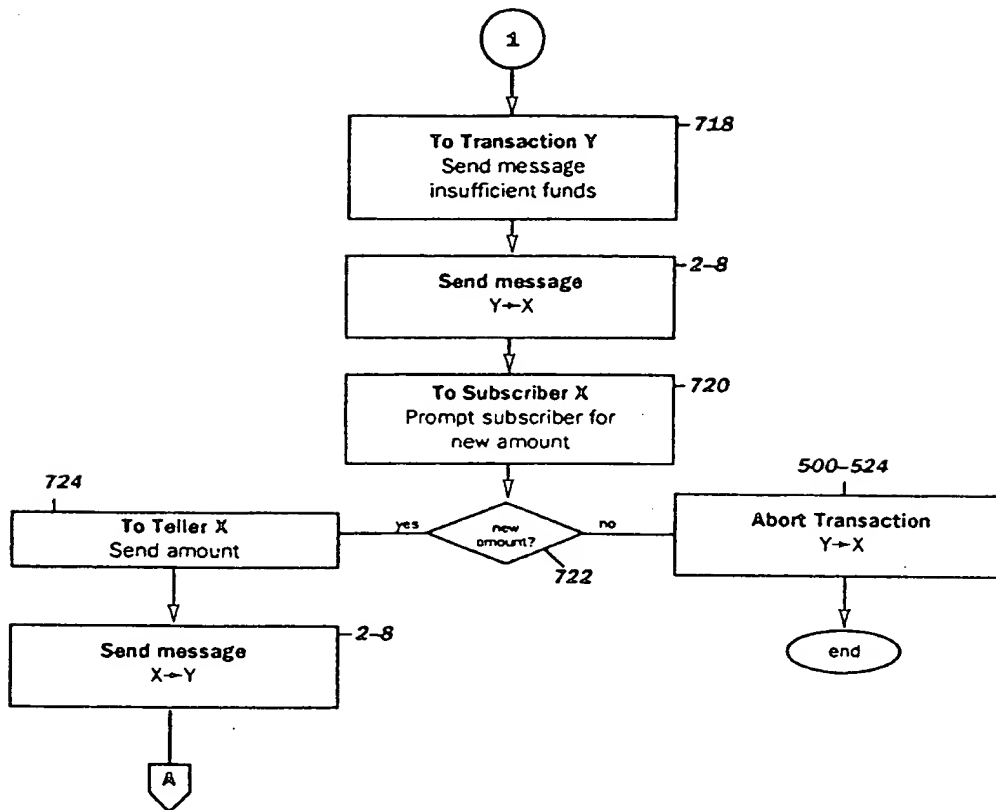 1
718
To Transaction Y
Send message
insufficient funds
2-8
Send message
Y←X
720
To Subscriber X
Prompt subscriber for
new amount
724
500-524
To Teller X
Send amount
yes
new
amount?
no
722
Abort Transaction
Y→X
2-8
Send message
X→Y
end
A